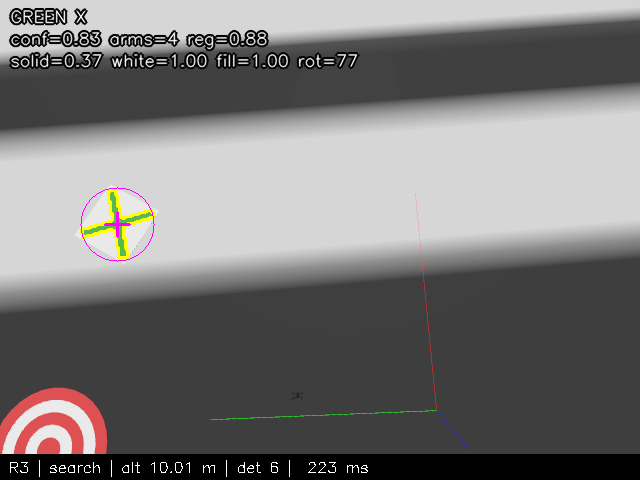 GREEN X
conf=0.83 arms=4 reg=0.88
solid=0.37 white=1.00 fill=1.00 rot=77
R3 | search | alt 10.01 m | det 6 | 223 ms